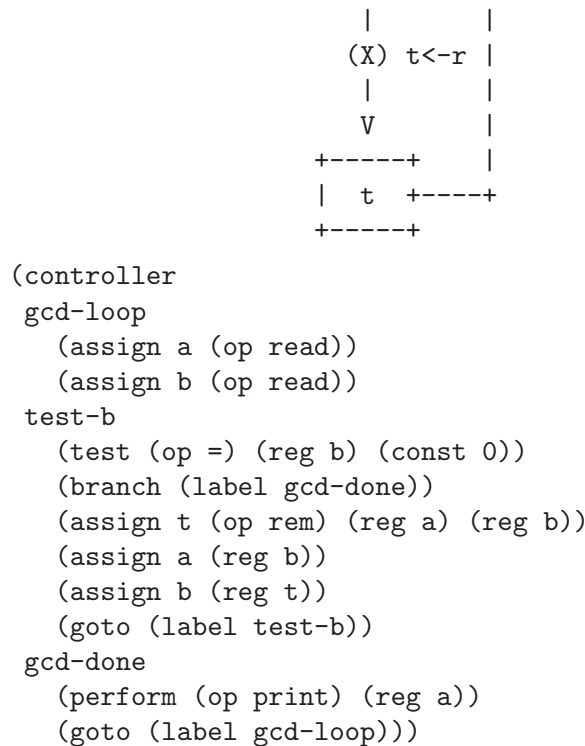 |         |
(X) t<-r |
|         |
V         |
+-----+    |
|  t  +----+
+-----+
(controller
 gcd-loop
   (assign a (op read))
   (assign b (op read))
 test-b
   (test (op =) (reg b) (const 0))
   (branch (label gcd-done))
   (assign t (op rem) (reg a) (reg b))
   (assign a (reg b))
   (assign b (reg t))
   (goto (label test-b))
 gcd-done
   (perform (op print) (reg a))
   (goto (label gcd-loop)))